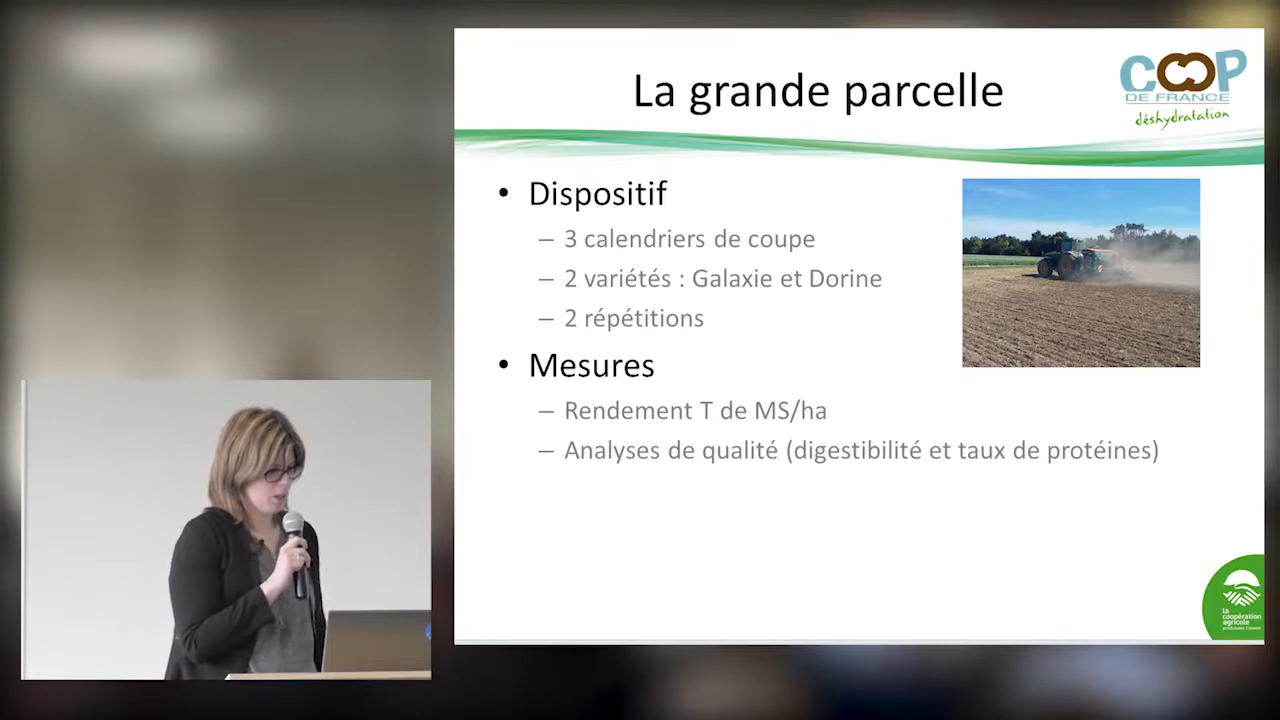 La grande parcelle
COOP
DE FRANCE
déshydratation
• Dispositif
– 3 calendriers de coupe
– 2 variétés : Galaxie et Dorine
– 2 répétitions
• Mesures
– Rendement T de MS/ha
– Analyses de qualité (digestibilité et taux de protéines)
la
coopération
agricole